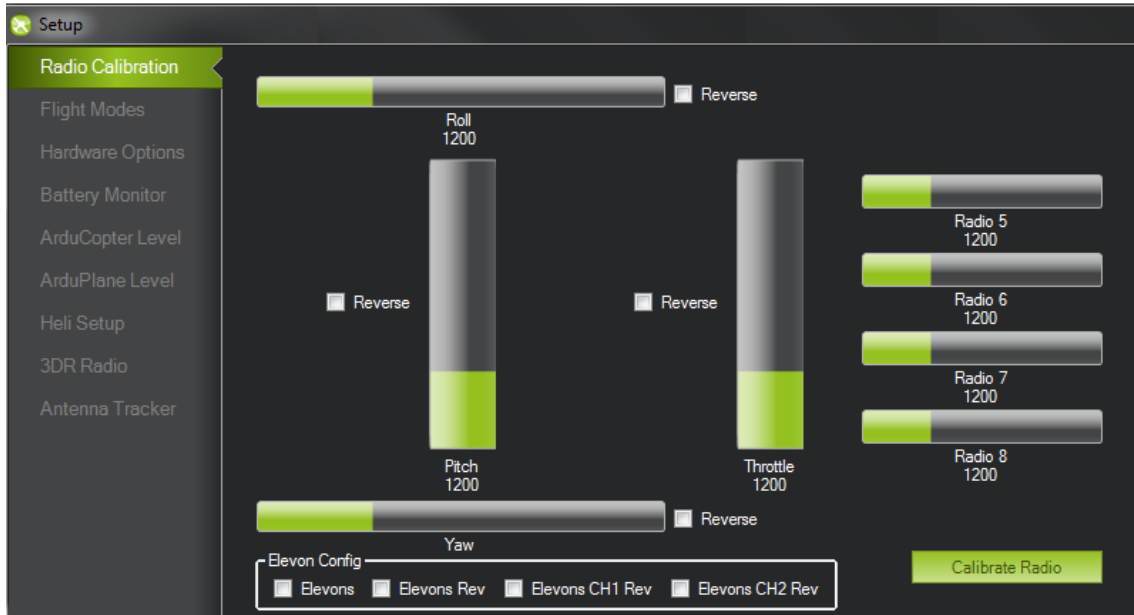 Setup
Radio Calibration
Flight Modes
Hardware Options
Battery Monitor
ArduCopter Level
ArduPlane Level
Heli Setup
3DR Radio
Antenna Tracker
Reverse
Roll
1200
Reverse
Pitch
1200
Reverse
Throttle
1200
Radio 5
1200
Radio 6
1200
Radio 7
1200
Radio 8
1200
Reverse
Yaw
Elevon Config
Elevons Elevons Rev Elevons CH1 Rev Elevons CH2 Rev
Calibrate Radio